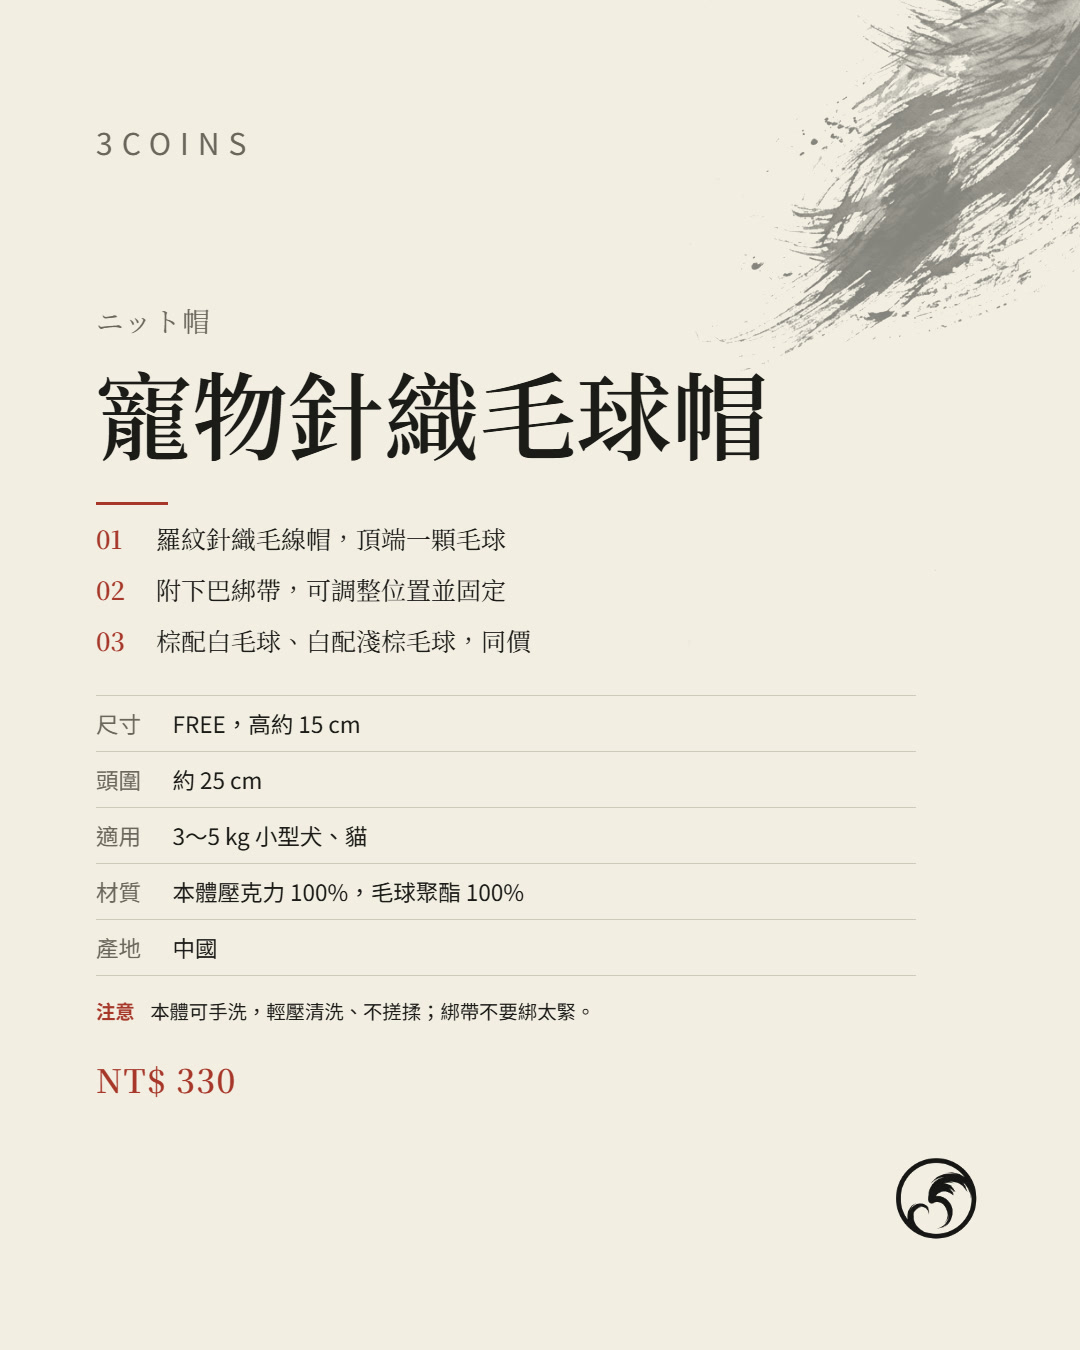 3COINS
ニット帽
寵物針織毛球帽
01 羅紋針織毛線帽，頂端一顆毛球
02 附下巴綁帶，可調整位置並固定
03 棕配白毛球、白配淺棕毛球，同價
尺寸 FREE，高約 15 cm
頭圍 約 25 cm
適用 3～5 kg 小型犬、貓
材質 本體壓克力 100%，毛球聚酯 100%
產地 中國
注意 本體可手洗，輕壓清洗、不搓揉；綁帶不要綁太緊。
NT$ 330